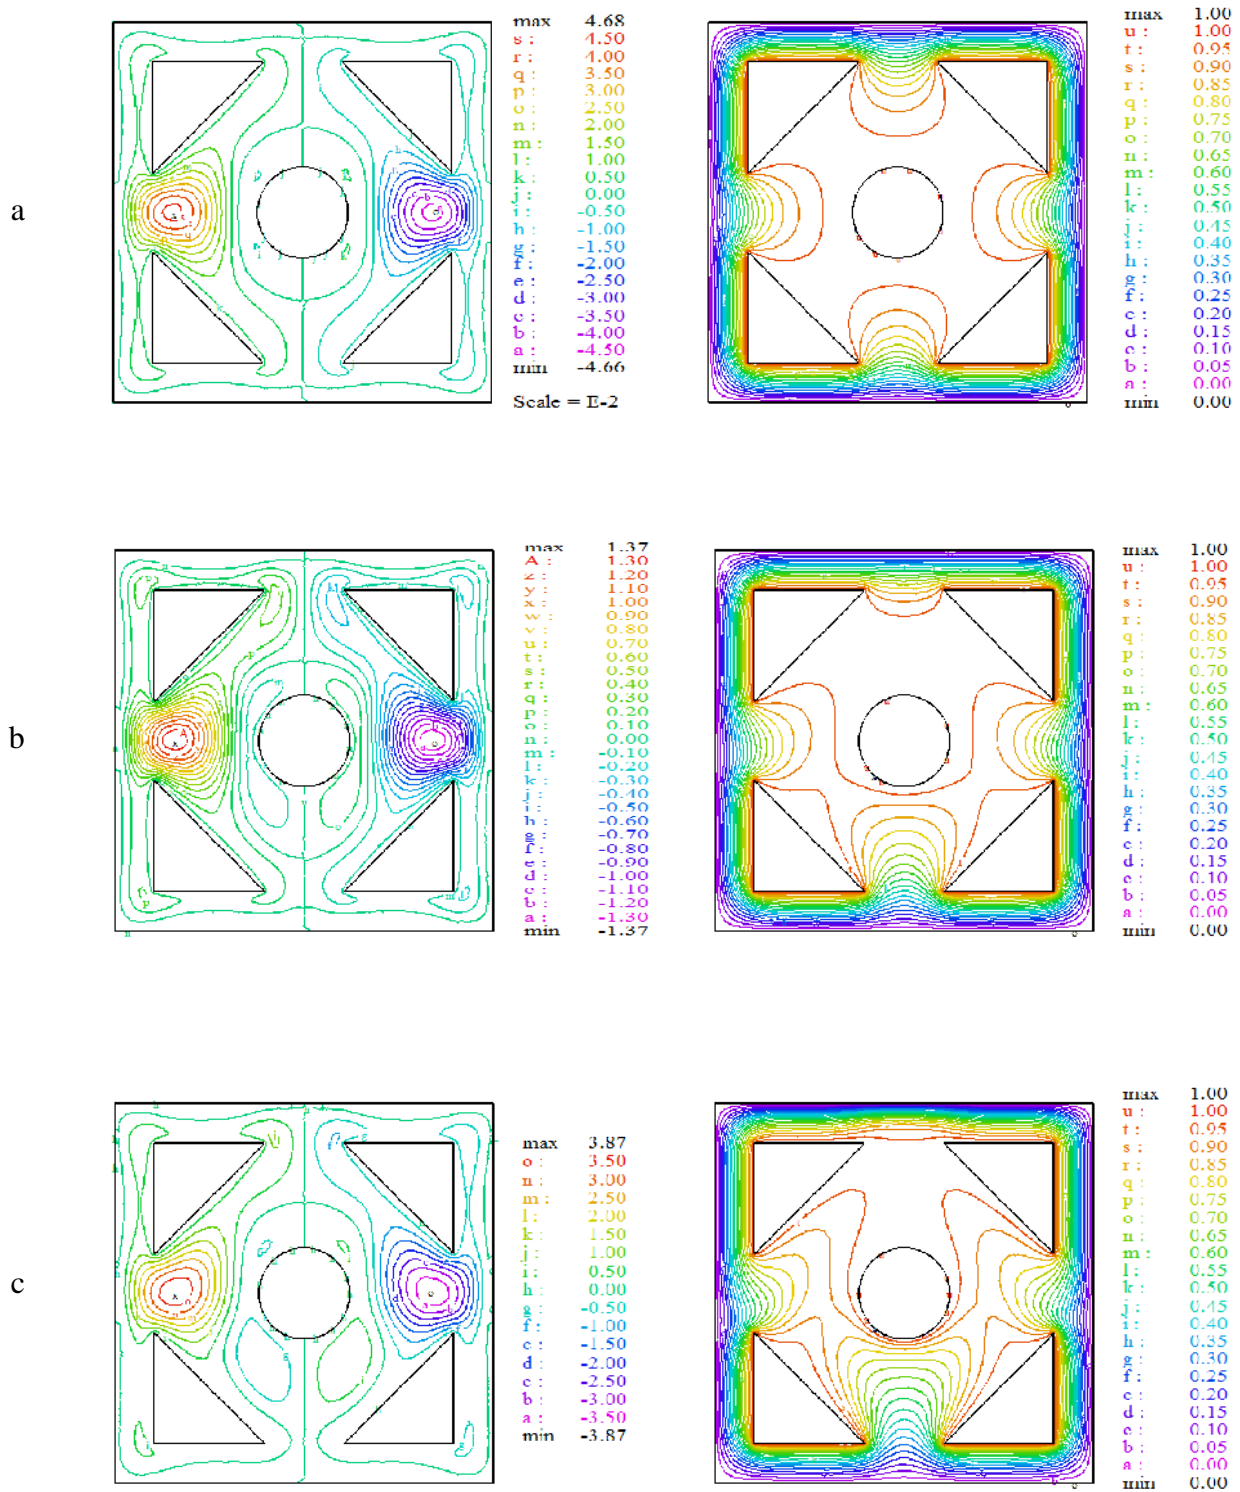 a
max 4.68
s : 4.50
r : 4.00
q : 3.50
p : 3.00
o : 2.50
n : 2.00
m : 1.50
l : 1.00
k : 0.50
j : 0.00
i : -0.50
h : -1.00
g : -1.50
f : -2.00
e : -2.50
d : -3.00
c : -3.50
b : -4.00
a : -4.50
min -4.66
Scale = E-2
max 1.00
u : 1.00
t : 0.95
s : 0.90
r : 0.85
q : 0.80
p : 0.75
o : 0.70
n : 0.65
m : 0.60
l : 0.55
k : 0.50
j : 0.45
i : 0.40
h : 0.35
g : 0.30
f : 0.25
e : 0.20
d : 0.15
c : 0.10
b : 0.05
a : 0.00
min 0.00
b
max 1.37
A : 1.30
z : 1.20
y : 1.10
x : 1.00
w : 0.90
v : 0.80
u : 0.70
t : 0.60
s : 0.50
r : 0.40
q : 0.30
p : 0.20
o : 0.10
n : 0.00
m : -0.10
l : -0.20
k : -0.30
j : -0.40
i : -0.50
h : -0.60
g : -0.70
f : -0.80
e : -0.90
d : -1.00
c : -1.10
b : -1.20
a : -1.30
min -1.37
max 1.00
u : 1.00
t : 0.95
s : 0.90
r : 0.85
q : 0.80
p : 0.75
o : 0.70
n : 0.65
m : 0.60
l : 0.55
k : 0.50
j : 0.45
i : 0.40
h : 0.35
g : 0.30
f : 0.25
e : 0.20
d : 0.15
c : 0.10
b : 0.05
a : 0.00
min 0.00
c
max 3.87
o : 3.50
n : 3.00
m : 2.50
l : 2.00
k : 1.50
j : 1.00
i : 0.50
h : 0.00
g : -0.50
f : -1.00
e : -1.50
d : -2.00
c : -2.50
b : -3.00
a : -3.50
min -3.87
max 1.00
u : 1.00
t : 0.95
s : 0.90
r : 0.85
q : 0.80
p : 0.75
o : 0.70
n : 0.65
m : 0.60
l : 0.55
k : 0.50
j : 0.45
i : 0.40
h : 0.35
g : 0.30
f : 0.25
e : 0.20
d : 0.15
c : 0.10
b : 0.05
a : 0.00
min 0.00